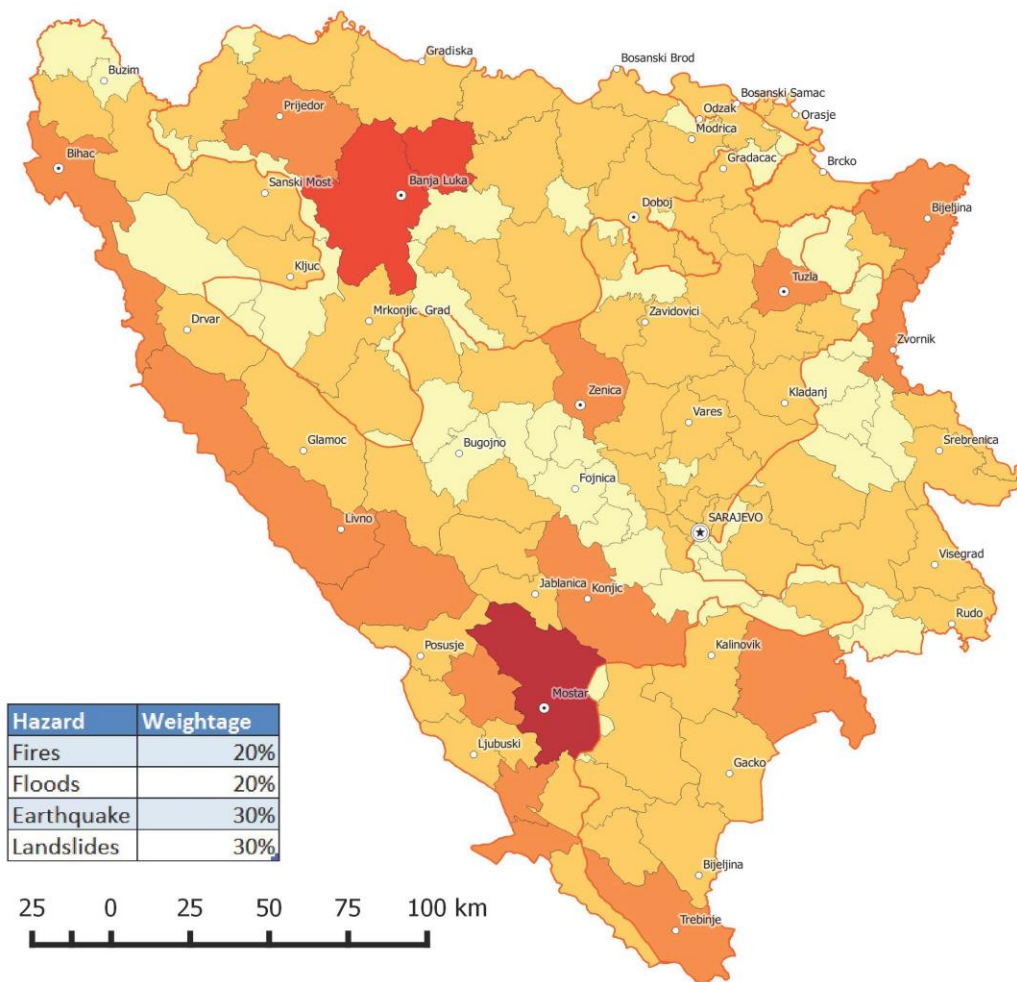 Gradiska
Bosanski Brod
Buzim
Bosanski Samac
Odzak
Orasje
Prijedor
Modrica
Bihac
Gradacac
Brcko
Sanski Most
Banja Luka
Doboj
Bijeljina
Kljuc
Tuzla
Mrkonjic Grad
Drvar
Zavidovici
Zvornik
Zenica
Kladanj
Vares
Glamoc
Bugojno
Srebrenica
Fojnica
Livno
SARAJEVO
Visegrad
Jablanica
Konjic
Rudo
Posusje
Kalinovik
Mostar
Ljubuski
Gacko
Bijeljina
Trebinje
Hazard Weightage
Fires 20%
Floods 20%
Earthquake 30%
Landslides 30%
25 0 25 50 75 100 km